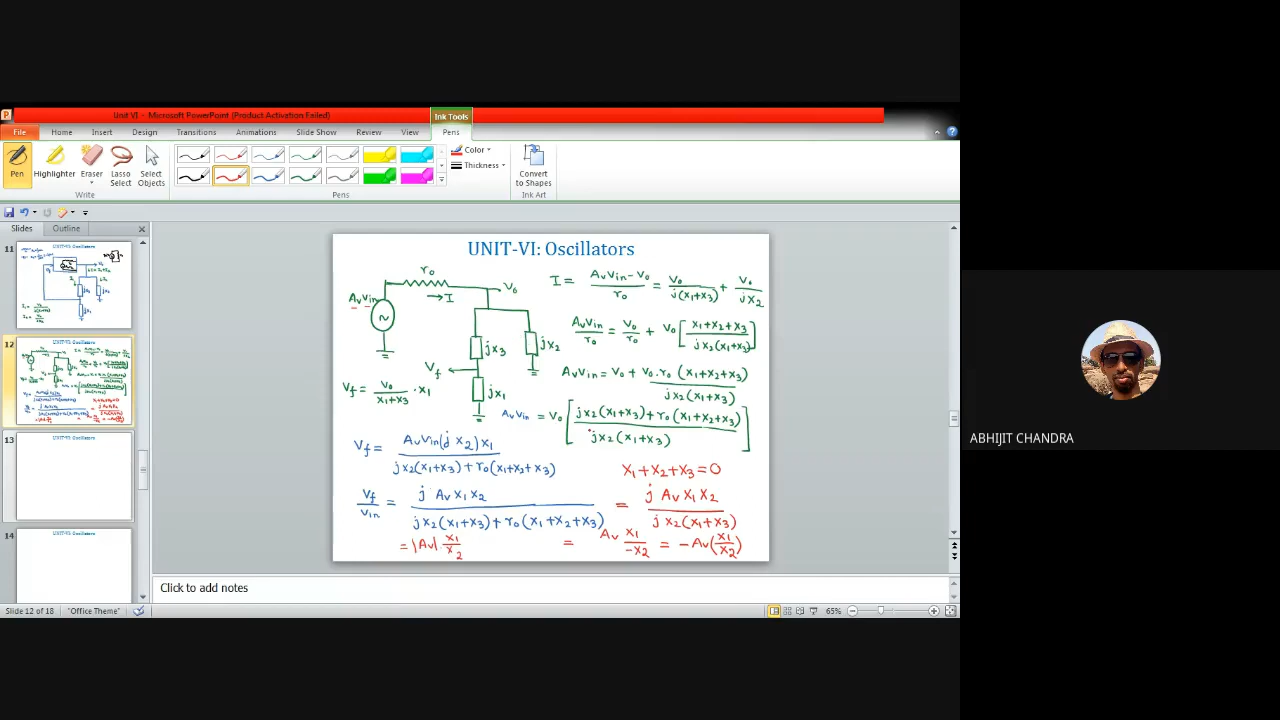 Unit VI - Microsoft PowerPoint (Product Activation Failed)
Ink Tools
File Home Insert Design Transitions Animations Slide Show Review View Pens
Pen Highlighter Eraser Lasso Select Select Objects
Color
Thickness
Convert to Shapes
Write Pens Ink Art
Slides Outline
11
12
13
14
UNIT-VI: Oscillators
AvVin
r₀
→ I
V₀
jx₃
jx₂
Vf
jx₁
I = (AvVin - V₀)/r₀ = V₀/(j(x₁+x₃)) + V₀/(jx₂)
AvVin/r₀ = V₀/r₀ + V₀[(x₁+x₂+x₃)/(jx₂(x₁+x₃))]
AvVin = V₀ + V₀·r₀(x₁+x₂+x₃)/(jx₂(x₁+x₃))
Vf = V₀/(x₁+x₃) · x₁
AvVin = V₀[(jx₂(x₁+x₃)+r₀(x₁+x₂+x₃))/(jx₂(x₁+x₃))]
Vf = AvVin(jx₂)x₁/(jx₂(x₁+x₃)+r₀(x₁+x₂+x₃))
x₁+x₂+x₃=0
Vf/Vin = jAvx₁x₂/(jx₂(x₁+x₃)+r₀(x₁+x₂+x₃)) = jAvx₁x₂/(jx₂(x₁+x₃))
= |Av|·x₁/x₂ = Av x₁/(-x₂) = -Av(x₁/x₂)
Click to add notes
Slide 12 of 18 "Office Theme" 65%
ABHIJIT CHANDRA